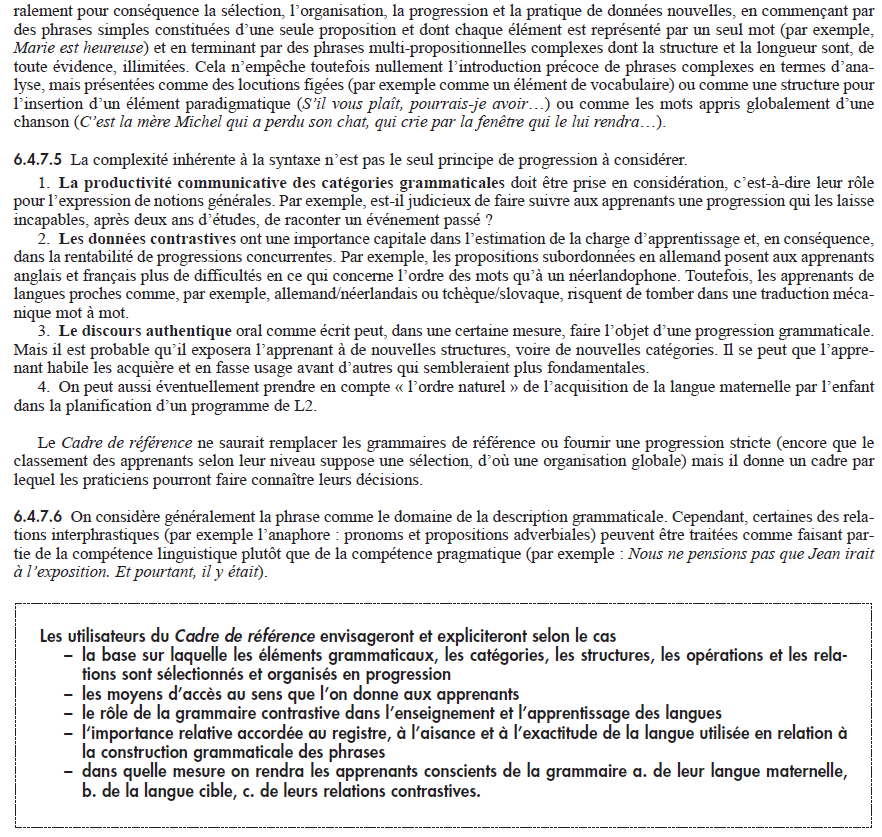 ralement pour conséquence la sélection, l'organisation, la progression et la pratique de données nouvelles, en commençant par
des phrases simples constituées d'une seule proposition et dont chaque élément est représenté par un seul mot (par exemple,
Marie est heureuse) et en terminant par des phrases multi-propositionnelles complexes dont la structure et la longueur sont, de
toute évidence, illimitées. Cela n'empêche toutefois nullement l'introduction précoce de phrases complexes en termes d'ana-
lyse, mais présentées comme des locutions figées (par exemple comme un élément de vocabulaire) ou comme une structure pour
l'insertion d'un élément paradigmatique (S'il vous plaît, pourrais-je avoir…) ou comme les mots appris globalement d'une
chanson (C'est la mère Michel qui a perdu son chat, qui crie par la fenêtre qui le lui rendra…).
6.4.7.5 La complexité inhérente à la syntaxe n'est pas le seul principe de progression à considérer.
1. La productivité communicative des catégories grammaticales doit être prise en considération, c'est-à-dire leur rôle
pour l'expression de notions générales. Par exemple, est-il judicieux de faire suivre aux apprenants une progression qui les laisse
incapables, après deux ans d'études, de raconter un événement passé ?
2. Les données contrastives ont une importance capitale dans l'estimation de la charge d'apprentissage et, en conséquence,
dans la rentabilité de progressions concurrentes. Par exemple, les propositions subordonnées en allemand posent aux apprenants
anglais et français plus de difficultés en ce qui concerne l'ordre des mots qu'à un néerlandophone. Toutefois, les apprenants de
langues proches comme, par exemple, allemand/néerlandais ou tchèque/slovaque, risquent de tomber dans une traduction méca-
nique mot à mot.
3. Le discours authentique oral comme écrit peut, dans une certaine mesure, faire l'objet d'une progression grammaticale.
Mais il est probable qu'il exposera l'apprenant à de nouvelles structures, voire de nouvelles catégories. Il se peut que l'appre-
nant habile les acquière et en fasse usage avant d'autres qui sembleraient plus fondamentales.
4. On peut aussi éventuellement prendre en compte « l'ordre naturel » de l'acquisition de la langue maternelle par l'enfant
dans la planification d'un programme de L2.
Le Cadre de référence ne saurait remplacer les grammaires de référence ou fournir une progression stricte (encore que le
classement des apprenants selon leur niveau suppose une sélection, d'où une organisation globale) mais il donne un cadre par
lequel les praticiens pourront faire connaître leurs décisions.
6.4.7.6 On considère généralement la phrase comme le domaine de la description grammaticale. Cependant, certaines des rela-
tions interphrastiques (par exemple l'anaphore : pronoms et propositions adverbiales) peuvent être traitées comme faisant par-
tie de la compétence linguistique plutôt que de la compétence pragmatique (par exemple : Nous ne pensions pas que Jean irait
à l'exposition. Et pourtant, il y était).
Les utilisateurs du Cadre de référence envisageront et expliciteront selon le cas
– la base sur laquelle les éléments grammaticaux, les catégories, les structures, les opérations et les rela-
tions sont sélectionnés et organisés en progression
– les moyens d'accès au sens que l'on donne aux apprenants
– le rôle de la grammaire contrastive dans l'enseignement et l'apprentissage des langues
– l'importance relative accordée au registre, à l'aisance et à l'exactitude de la langue utilisée en relation à
la construction grammaticale des phrases
– dans quelle mesure on rendra les apprenants conscients de la grammaire a. de leur langue maternelle,
b. de la langue cible, c. de leurs relations contrastives.